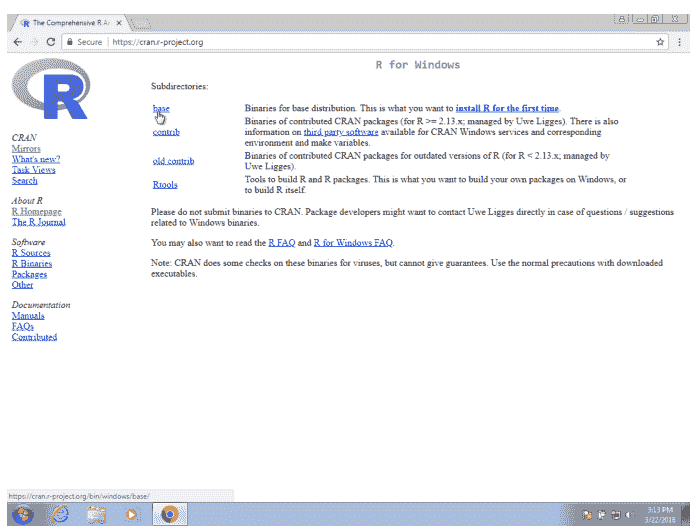 The Comprehensive R Ar
Secure | https://cran.r-project.org
R
R for Windows
Subdirectories:
base Binaries for base distribution. This is what you want to install R for the first time.
contrib Binaries of contributed CRAN packages (for R >= 2.13.x; managed by Uwe Ligges). There is also
information on third party software available for CRAN Windows services and corresponding
environment and make variables.
old contrib Binaries of contributed CRAN packages for outdated versions of R (for R < 2.13.x; managed by
Uwe Ligges).
Rtools Tools to build R and R packages. This is what you want to build your own packages on Windows, or
to build R itself.
Please do not submit binaries to CRAN. Package developers might want to contact Uwe Ligges directly in case of questions / suggestions
related to Windows binaries.
You may also want to read the R FAQ and R for Windows FAQ.
Note: CRAN does some checks on these binaries for viruses, but cannot give guarantees. Use the normal precautions with downloaded
executables.
CRAN
Mirrors
What's new?
Task Views
Search
About R
R Homepage
The R Journal
Software
R Sources
R Binaries
Packages
Other
Documentation
Manuals
FAQs
Contributed
https://cran.r-project.org/bin/windows/base/
3:13 PM
3/22/2018